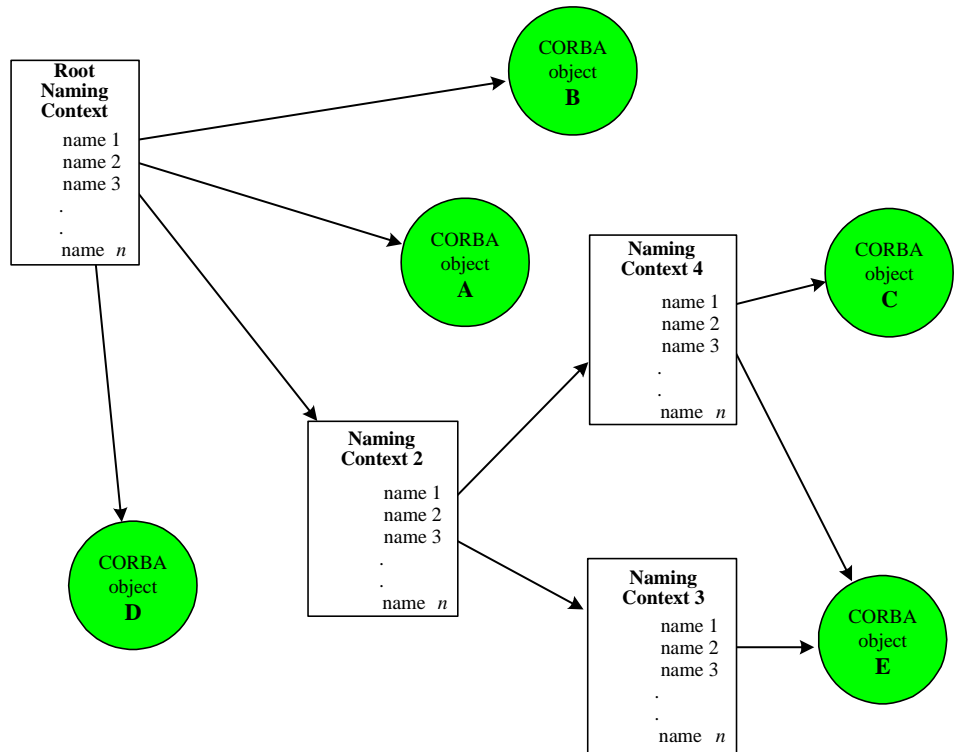 Root
Naming
Context
name 1
name 2
name 3
.
.
name n
CORBA
object
B
CORBA
object
A
Naming
Context 4
name 1
name 2
name 3
.
.
name n
CORBA
object
C
Naming
Context 2
name 1
name 2
name 3
.
.
name n
CORBA
object
D
Naming
Context 3
name 1
name 2
name 3
.
.
name n
CORBA
object
E